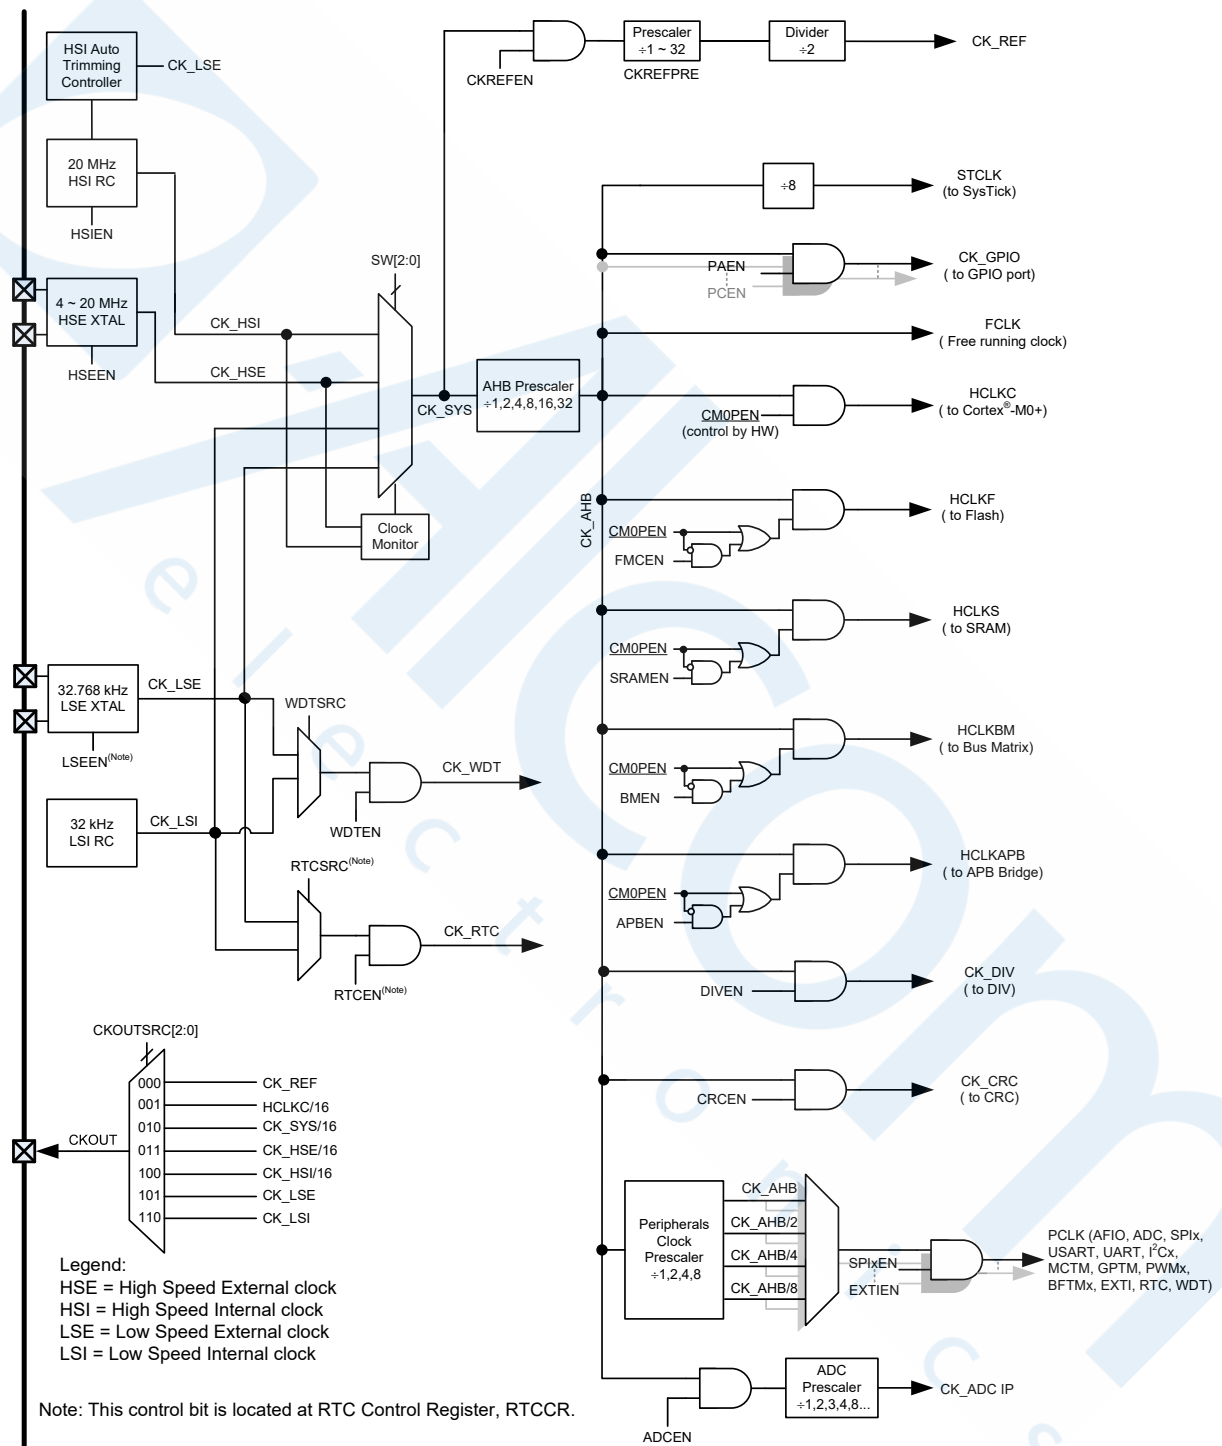 HSI Auto
Trimming
Controller
CK_LSE
20 MHz
HSI RC
HSIEN
4 ~ 20 MHz
HSE XTAL
HSEEN
CK_HSI
CK_HSE
SW[2:0]
CK_SYS
Clock
Monitor
AHB Prescaler
÷1,2,4,8,16,32
CKREFEN
Prescaler
÷1 ~ 32
CKREFPRE
Divider
÷2
CK_REF
÷8
STCLK
(to SysTick)
PAEN
PCEN
CK_GPIO
( to GPIO port)
FCLK
( Free running clock)
CM0PEN
(control by HW)
HCLKC
( to Cortex®-M0+)
CK_AHB
CM0PEN
FMCEN
HCLKF
( to Flash)
CM0PEN
SRAMEN
HCLKS
( to SRAM)
CM0PEN
BMEN
HCLKBM
( to Bus Matrix)
CM0PEN
APBEN
HCLKAPB
( to APB Bridge)
DIVEN
CK_DIV
( to DIV)
CRCEN
CK_CRC
( to CRC)
Peripherals
Clock
Prescaler
÷1,2,4,8
CK_AHB
CK_AHB/2
CK_AHB/4
CK_AHB/8
SPIxEN
EXTIEN
PCLK (AFIO, ADC, SPIx,
USART, UART, I²Cx,
MCTM, GPTM, PWMx,
BFTMx, EXTI, RTC, WDT)
ADCEN
ADC
Prescaler
÷1,2,3,4,8...
CK_ADC IP
32.768 kHz
LSE XTAL
LSEEN(Note)
CK_LSE
32 kHz
LSI RC
CK_LSI
WDTSRC
WDTEN
CK_WDT
RTCSRC(Note)
RTCEN(Note)
CK_RTC
CKOUTSRC[2:0]
CKOUT
000 CK_REF
001 HCLKC/16
010 CK_SYS/16
011 CK_HSE/16
100 CK_HSI/16
101 CK_LSE
110 CK_LSI
Legend:
HSE = High Speed External clock
HSI = High Speed Internal clock
LSE = Low Speed External clock
LSI = Low Speed Internal clock
Note: This control bit is located at RTC Control Register, RTCCR.